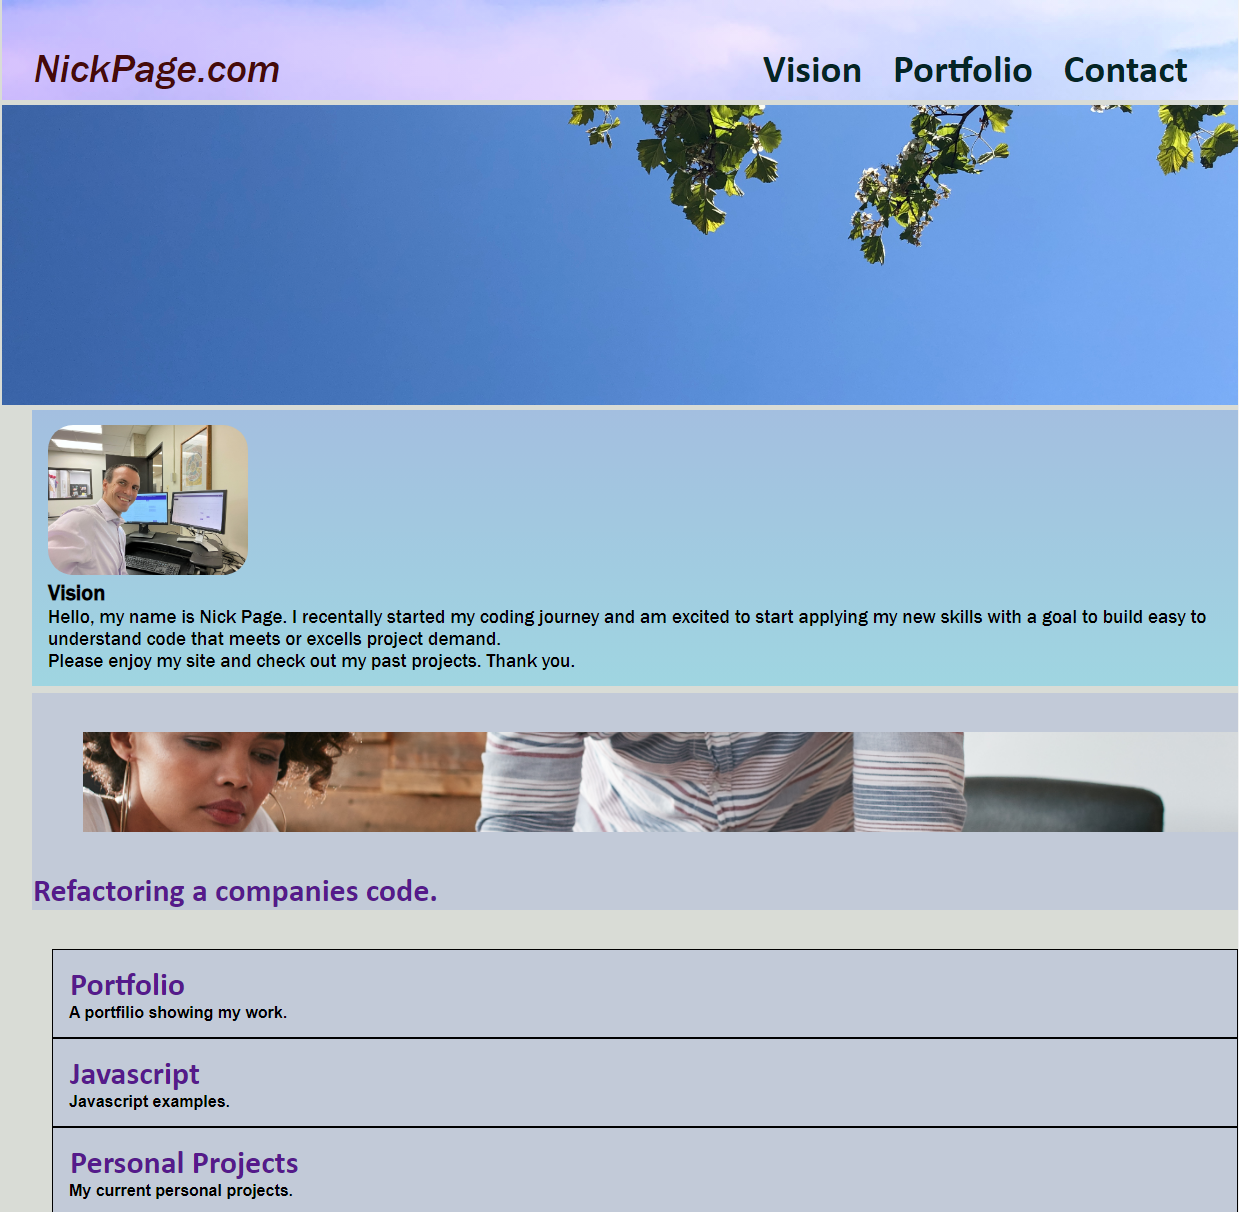 NickPage.com
Vision Portfolio Contact
Vision
Hello, my name is Nick Page. I recentally started my coding journey and am excited to start applying my new skills with a goal to build easy to
understand code that meets or excells project demand.
Please enjoy my site and check out my past projects. Thank you.
Refactoring a companies code.
Portfolio
A portfilio showing my work.
Javascript
Javascript examples.
Personal Projects
My current personal projects.